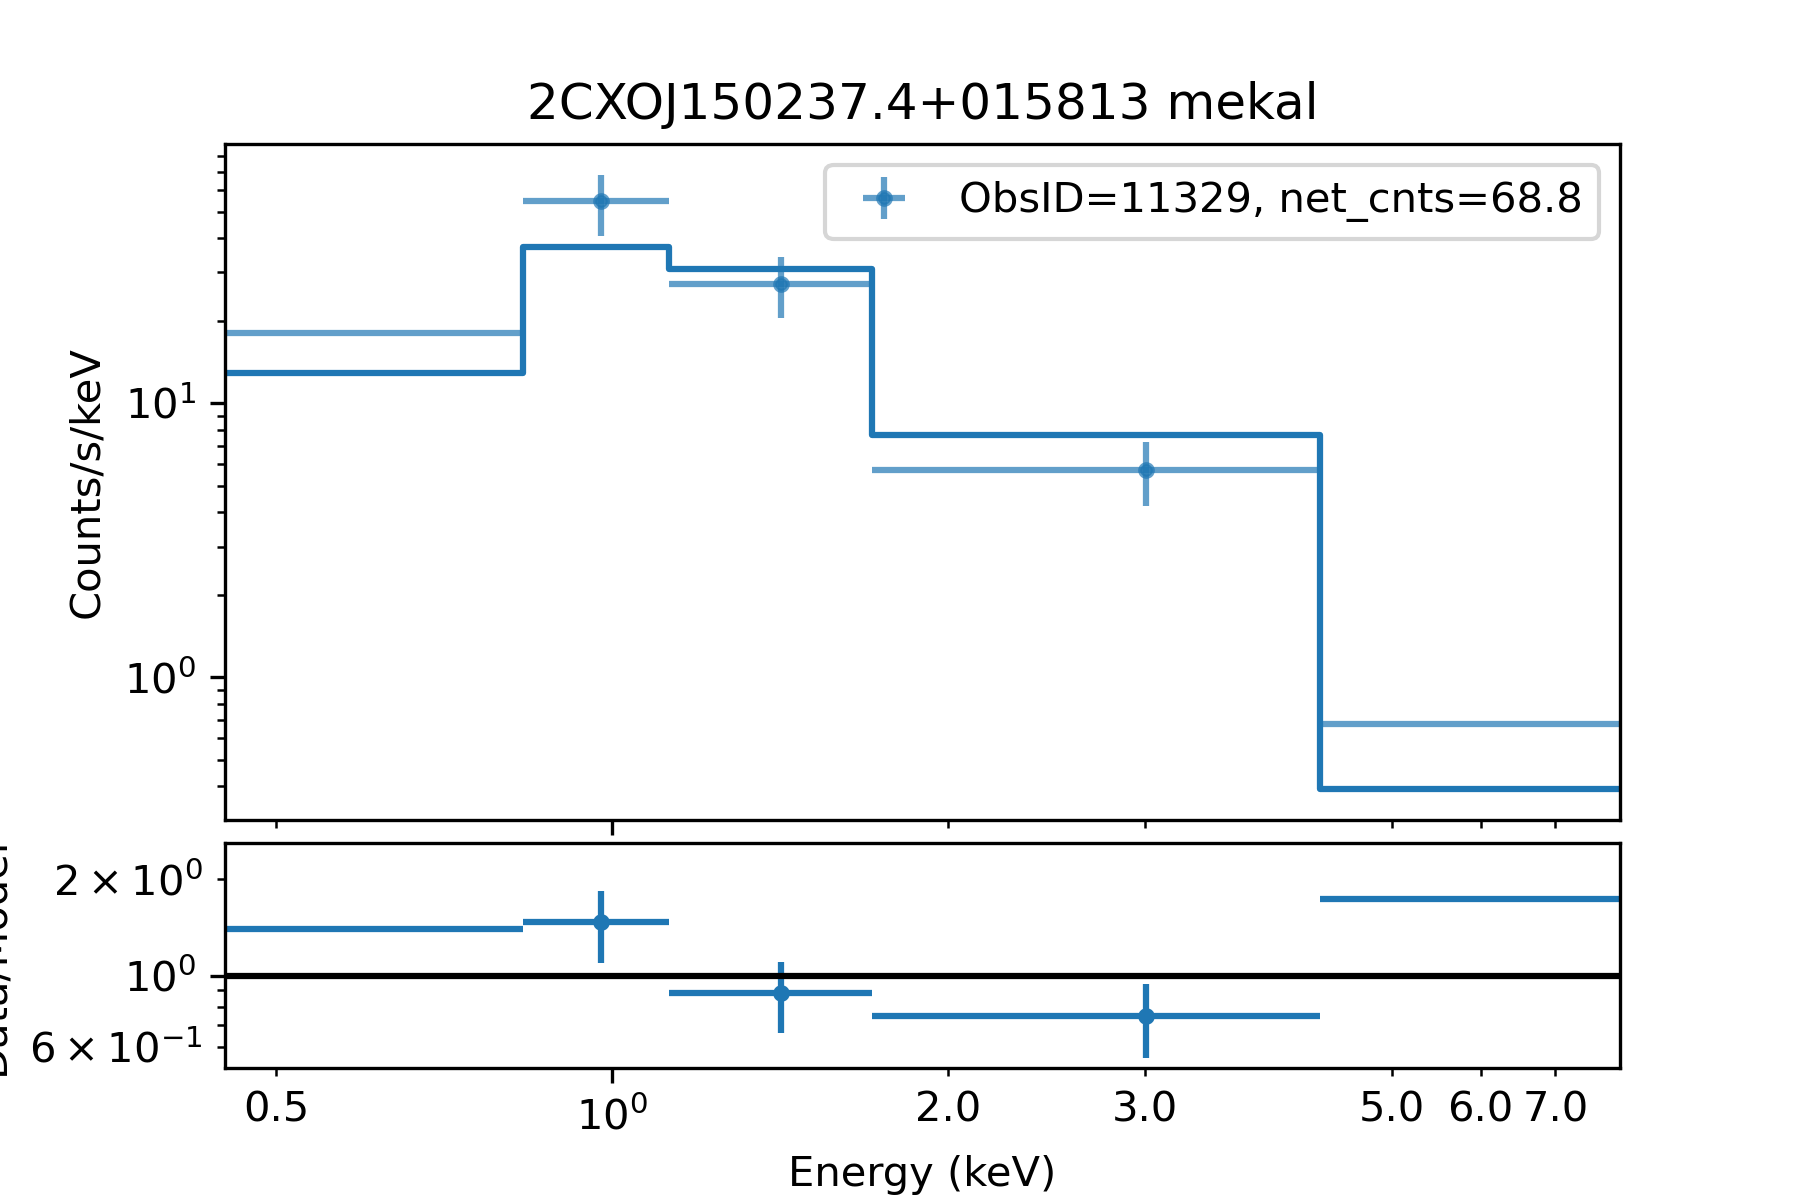 2CXOJ150237.4+015813 mekal
ObsID=11329, net_cnts=68.8
Counts/s/keV
10¹
10⁰
2 × 10⁰
10⁰
6 × 10⁻¹
0.5 10⁰ 2.0 3.0 5.0 6.0 7.0
Energy (keV)